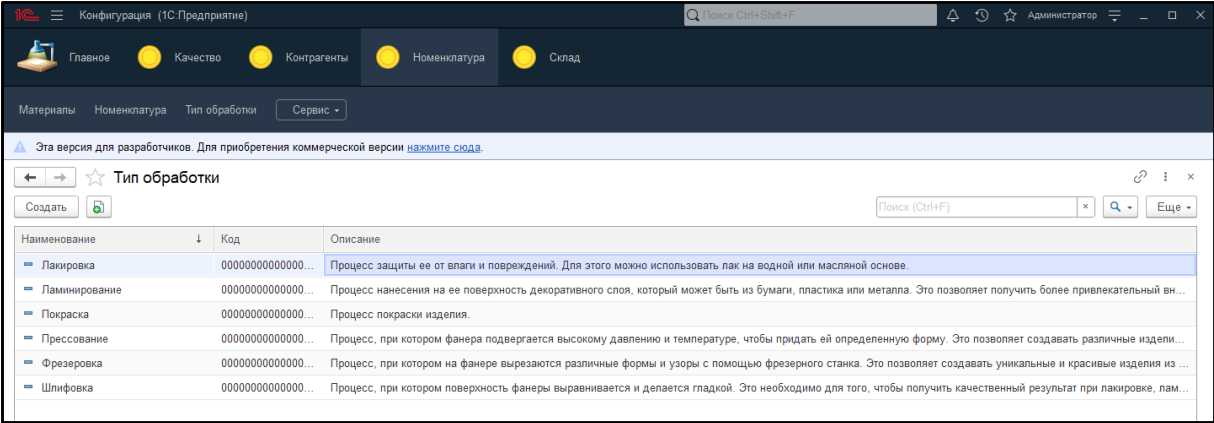 1С Конфигурация (1С:Предприятие) Поиск Ctrl+Shift+F Администратор
Главное Качество Контрагенты Номенклатура Склад
Материалы Номенклатура Тип обработки Сервис
Эта версия для разработчиков. Для приобретения коммерческой версии нажмите сюда.
Тип обработки
Создать Поиск (Ctrl+F) × Еще
Наименование ↓ Код Описание
Лакировка 00000000000000... Процесс защиты ее от влаги и повреждений. Для этого можно использовать лак на водной или масляной основе.
Ламинирование 00000000000000... Процесс нанесения на ее поверхность декоративного слоя, который может быть из бумаги, пластика или металла. Это позволяет получить более привлекательный вн...
Покраска 00000000000000... Процесс покраски изделия.
Прессование 00000000000000... Процесс, при котором фанера подвергается высокому давлению и температуре, чтобы придать ей определенную форму. Это позволяет создавать различные издели...
Фрезеровка 00000000000000... Процесс, при котором на фанере вырезаются различные формы и узоры с помощью фрезерного станка. Это позволяет создавать уникальные и красивые изделия из ...
Шлифовка 00000000000000... Процесс, при котором поверхность фанеры выравнивается и делается гладкой. Это необходимо для того, чтобы получить качественный результат при лакировке, лам...